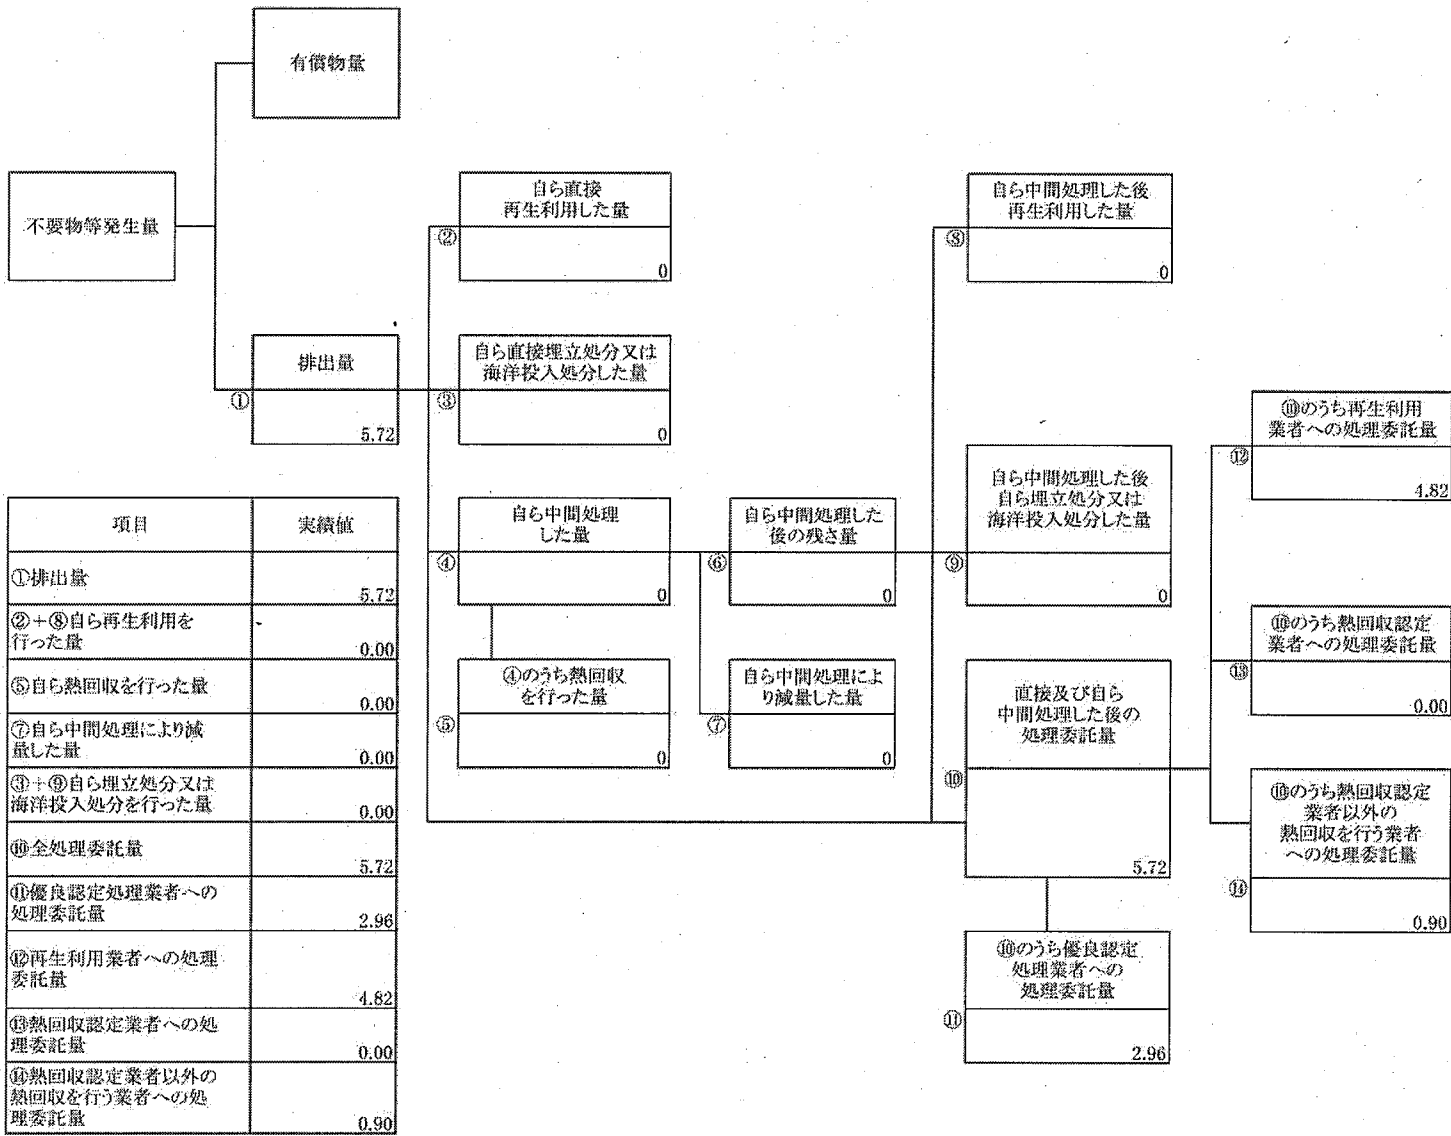 有償物量
不要物等発生量
排出量
①
5.72
自ら直接
再生利用した量
②
0
自ら直接埋立処分又は
海洋投入処分した量
③
0
自ら中間処理
した量
④
0
④のうち熱回収
を行った量
⑤
0
自ら中間処理した
後の残さ量
⑥
0
自ら中間処理によ
り減量した量
⑦
0
自ら中間処理した後
再生利用した量
⑧
0
自ら中間処理した後
自ら埋立処分又は
海洋投入処分した量
⑨
0
直接及び自ら
中間処理した後の
処理委託量
⑩
5.72
⑩のうち優良認定
処理業者への
処理委託量
⑪
2.96
⑩のうち再生利用
業者への処理委託量
⑫
4.82
⑩のうち熱回収認定
業者への処理委託量
⑬
0.00
⑩のうち熱回収認定
業者以外の
熱回収を行う業者
への処理委託量
⑭
0.90
項目 実績値
①排出量
5.72
②+⑧自ら再生利用を
行った量
0.00
⑤自ら熱回収を行った量
0.00
⑦自ら中間処理により減
量した量
0.00
③+⑨自ら埋立処分又は
海洋投入処分を行った量
0.00
⑩全処理委託量
5.72
⑪優良認定処理業者への
処理委託量
2.96
⑫再生利用業者への処理
委託量
4.82
⑬熱回収認定業者への処
理委託量
0.00
⑭熱回収認定業者以外の
熱回収を行う業者への処
理委託量
0.90